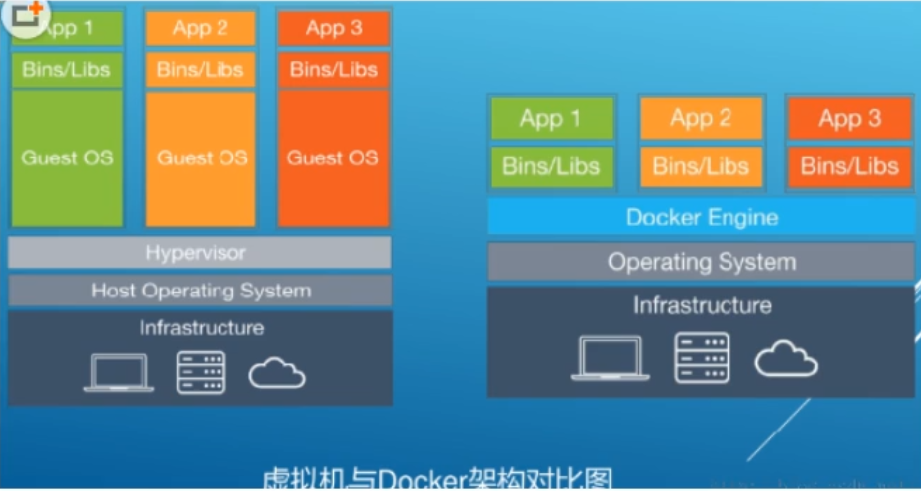 App 1 App 2 App 3
Bins/Libs Bins/Libs Bins/Libs
Guest OS Guest OS Guest OS
Hypervisor
Host Operating System
Infrastructure
App 1 App 2 App 3
Bins/Libs Bins/Libs Bins/Libs
Docker Engine
Operating System
Infrastructure
虚拟机与Docker架构对比图